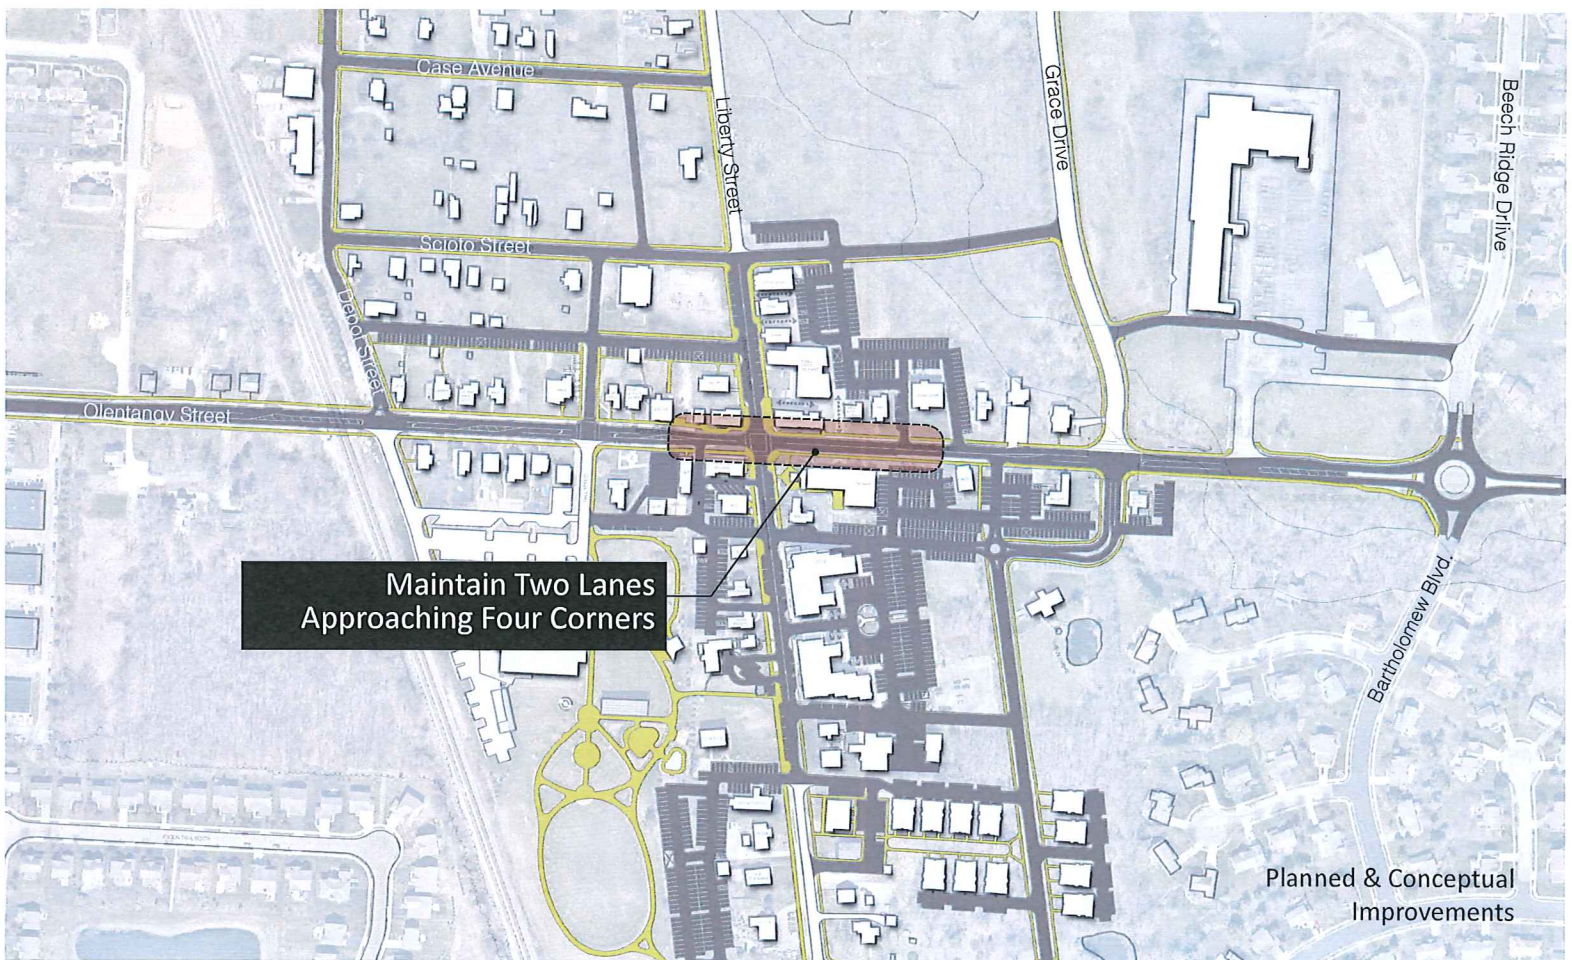 Case Avenue
Liberty Street
Grace Drive
Beech Ridge Drlive
Scioto Street
Depot Street
Olentangy Street
Maintain Two Lanes
Approaching Four Corners
Bartholomew Blvd.
Planned & Conceptual
Improvements